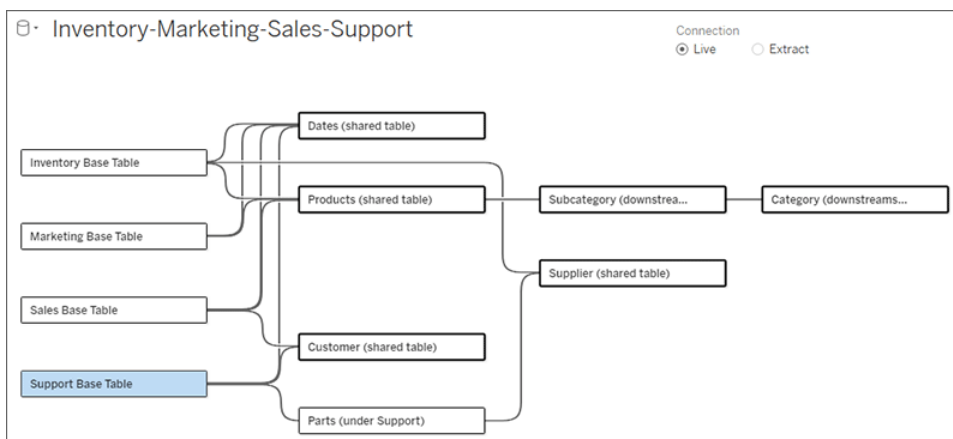 Inventory-Marketing-Sales-Support
Connection
Live Extract
Dates (shared table)
Inventory Base Table
Products (shared table)
Subcategory (downstrea...
Category (downstreams...
Marketing Base Table
Supplier (shared table)
Sales Base Table
Customer (shared table)
Support Base Table
Parts (under Support)